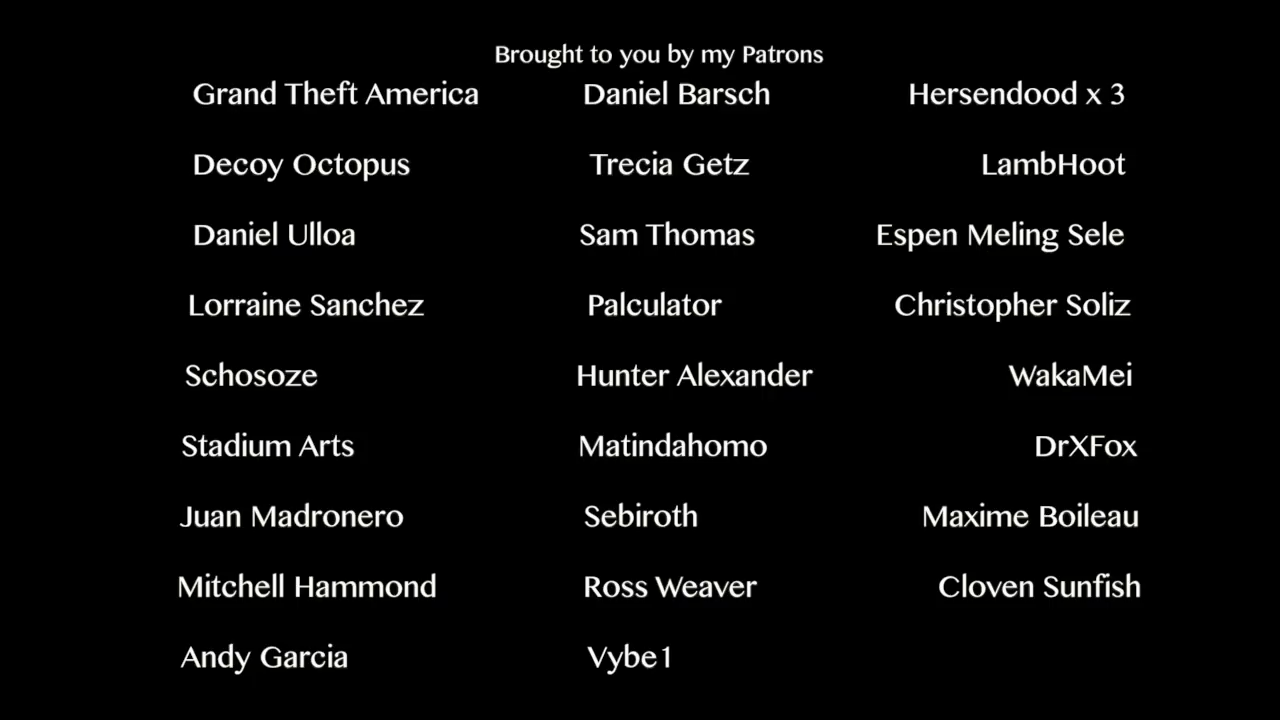 Brought to you by my Patrons
Grand Theft America Daniel Barsch Hersendood x 3
Decoy Octopus Trecia Getz LambHoot
Daniel Ulloa Sam Thomas Espen Meling Sele
Lorraine Sanchez Palculator Christopher Soliz
Schosoze Hunter Alexander WakaMei
Stadium Arts Matindahomo DrXFox
Juan Madronero Sebiroth Maxime Boileau
Mitchell Hammond Ross Weaver Cloven Sunfish
Andy Garcia Vybe1